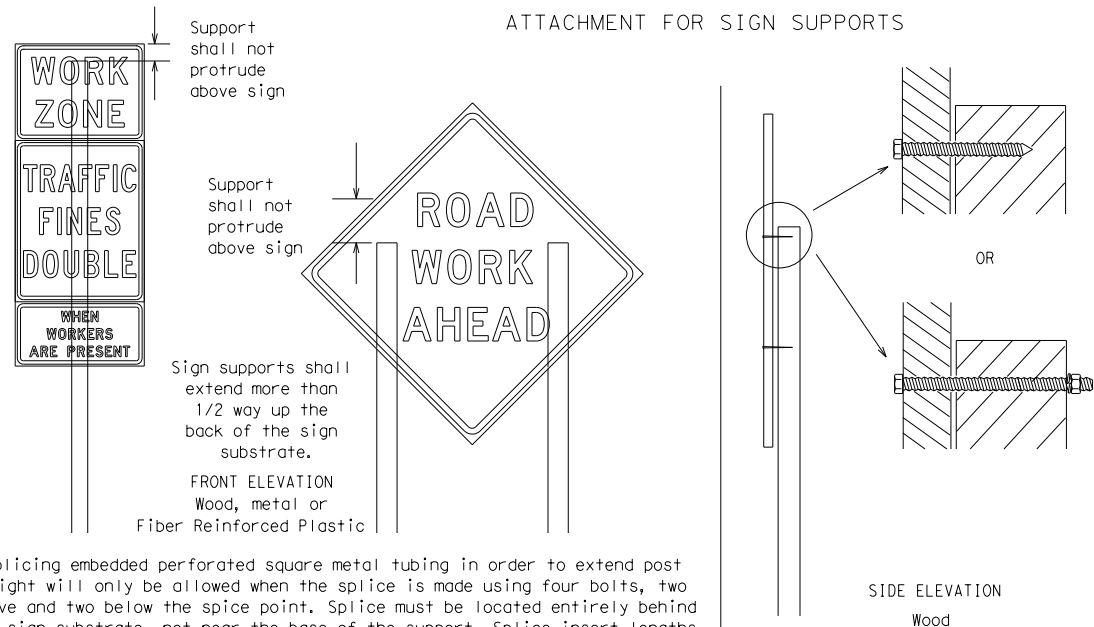 ATTACHMENT FOR SIGN SUPPORTS
Support
shall not
protrude
above sign
WORK
ZONE
TRAFFIC
FINES
DOUBLE
WHEN
WORKERS
ARE PRESENT
Support
shall not
protrude
above sign
ROAD
WORK
AHEAD
Sign supports shall
extend more than
1/2 way up the
back of the sign
substrate.
FRONT ELEVATION
Wood, metal or
Fiber Reinforced Plastic
OR
SIDE ELEVATION
Wood
licing embedded perforated square metal tubing in order to extend post
ight will only be allowed when the splice is made using four bolts, two
ve and two below the spice point. Splice must be located entirely behind
sign substrate, not near the base of the support. Splice insert lengths